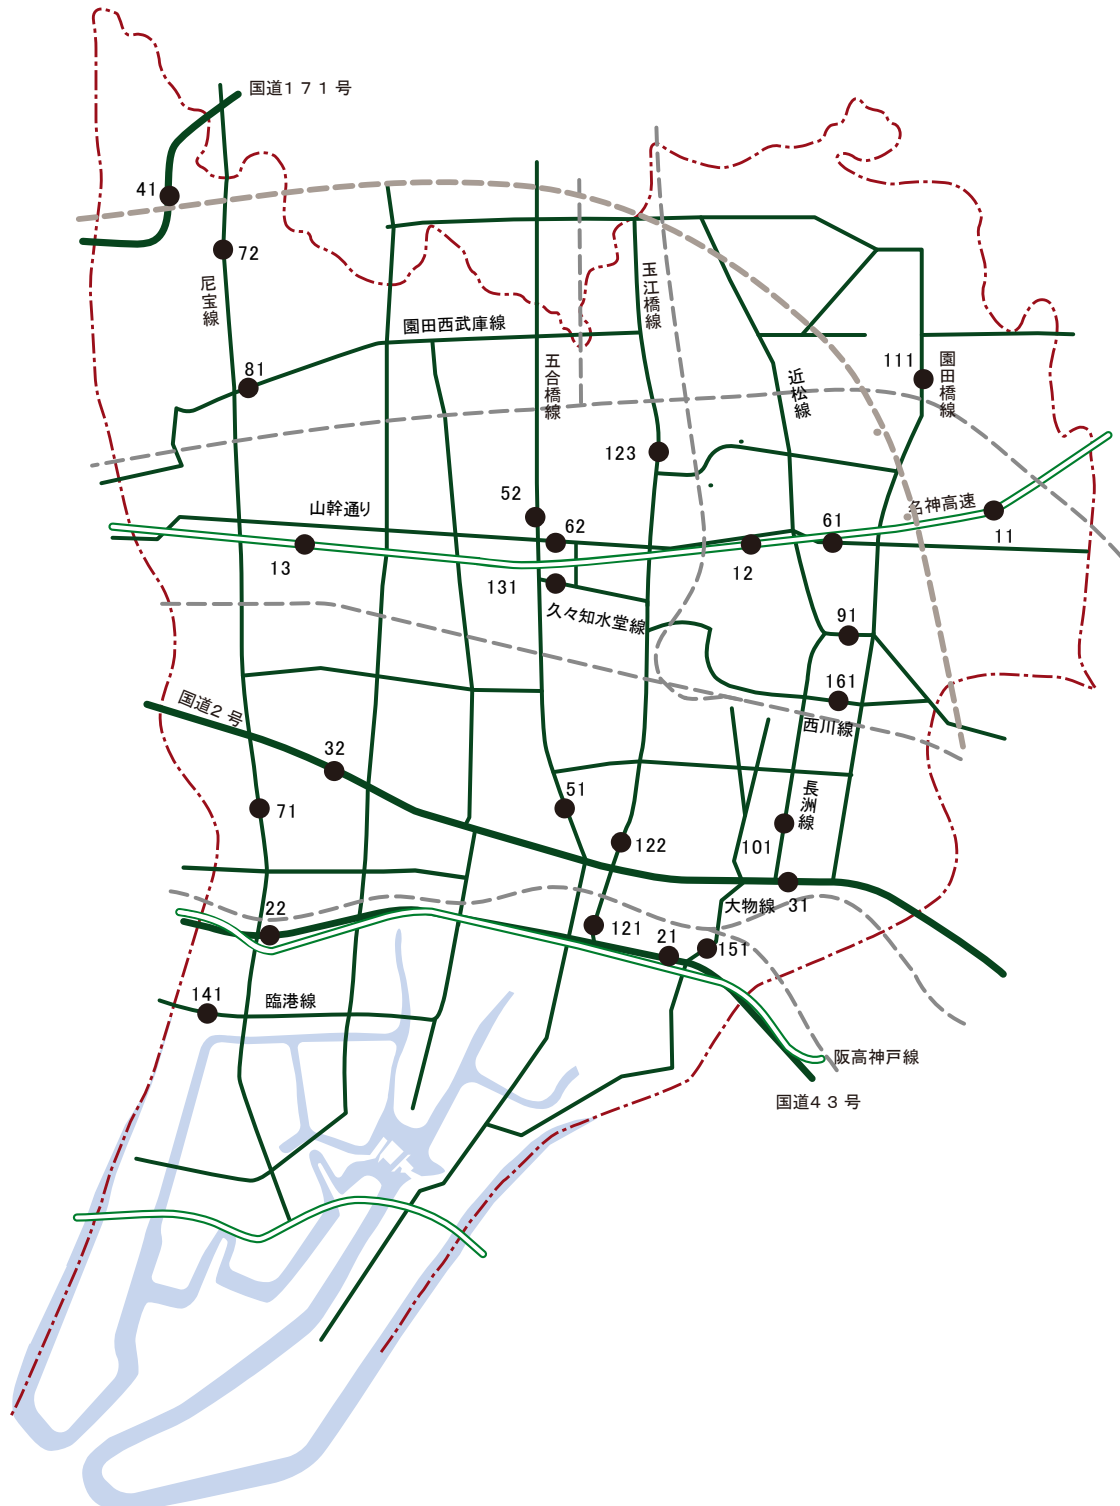 国道１７１号
41
72
尼宝線
玉江橋線
園田西武庫線
81
五合橋線
近松線
111
園田橋線
123
52
山幹通り
62
61
名神高速
11
13
131
12
久々知水堂線
91
161
国道２号
西川線
32
71
51
長洲線
122
101
22
大物線
31
121
21
151
141
臨港線
阪高神戸線
国道４３号